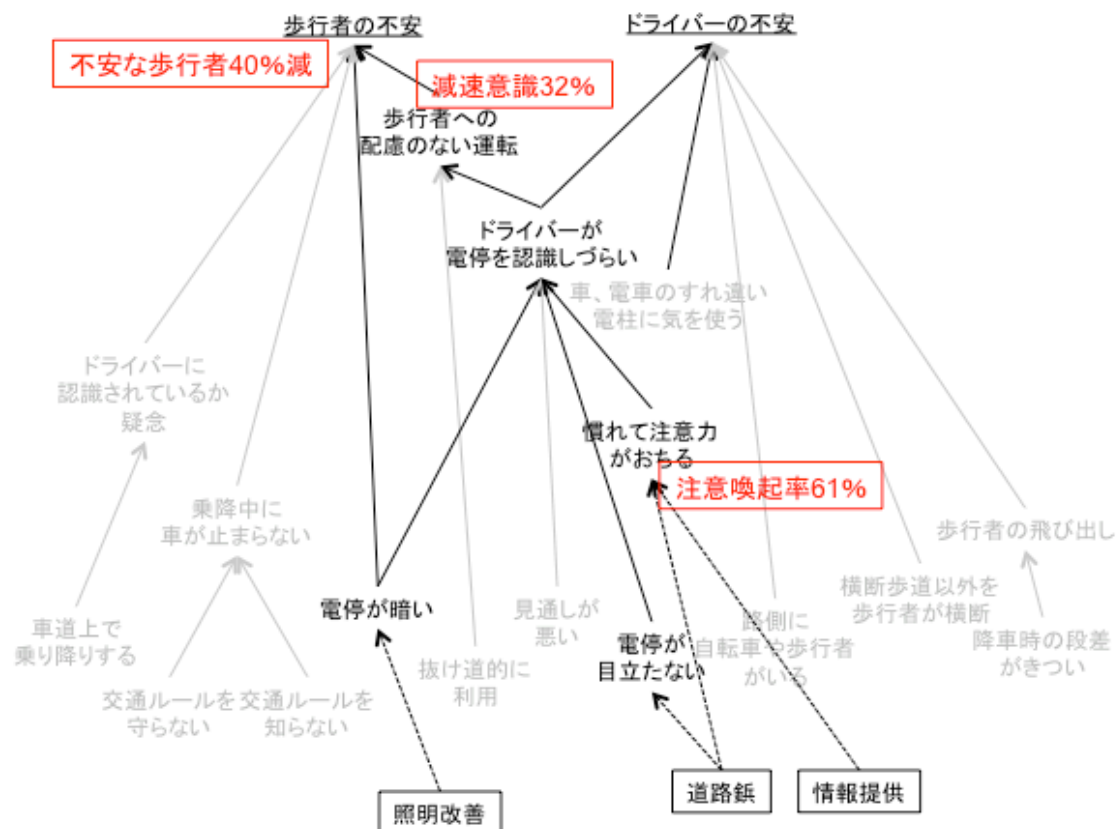 歩行者の不安
ドライバーの不安
不安な歩行者40%減
減速意識32%
歩行者への
配慮のない運転
ドライバーが
電停を認識しづらい
車、電車のすれ違い
電柱に気を使う
ドライバーに
認識されているか
疑念
慣れて注意力
がおちる
注意喚起率61%
乗降中に
車が止まらない
歩行者の飛び出し
横断歩道以外を
歩行者が横断
電停が暗い
見通しが
悪い
車道上で
乗り降りする
電停が
目立たない
路側に
自転車や歩行者
がいる
降車時の段差
がきつい
抜け道的に
利用
交通ルールを
守らない
交通ルールを
知らない
照明改善
道路鋲
情報提供